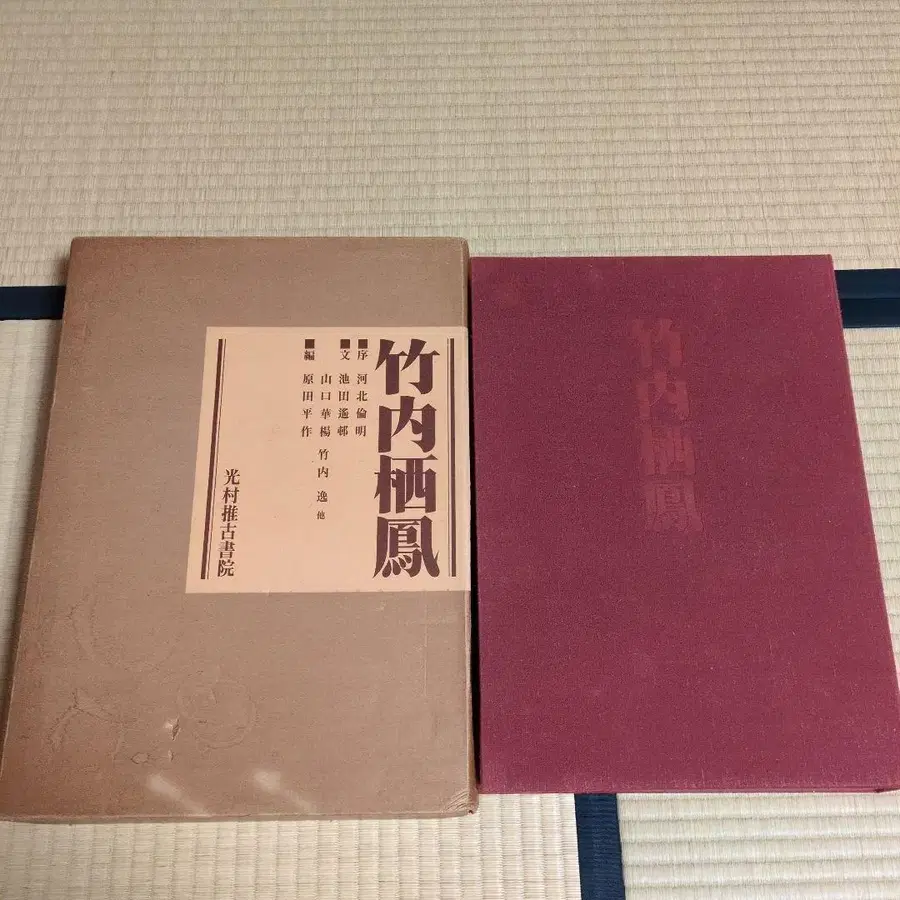 竹内栖鳳
■序 河北倫明
■文 池田遙邨
山口華楊 竹内 逸 他
■編 原田平作
光村推古書院
竹内栖鳳